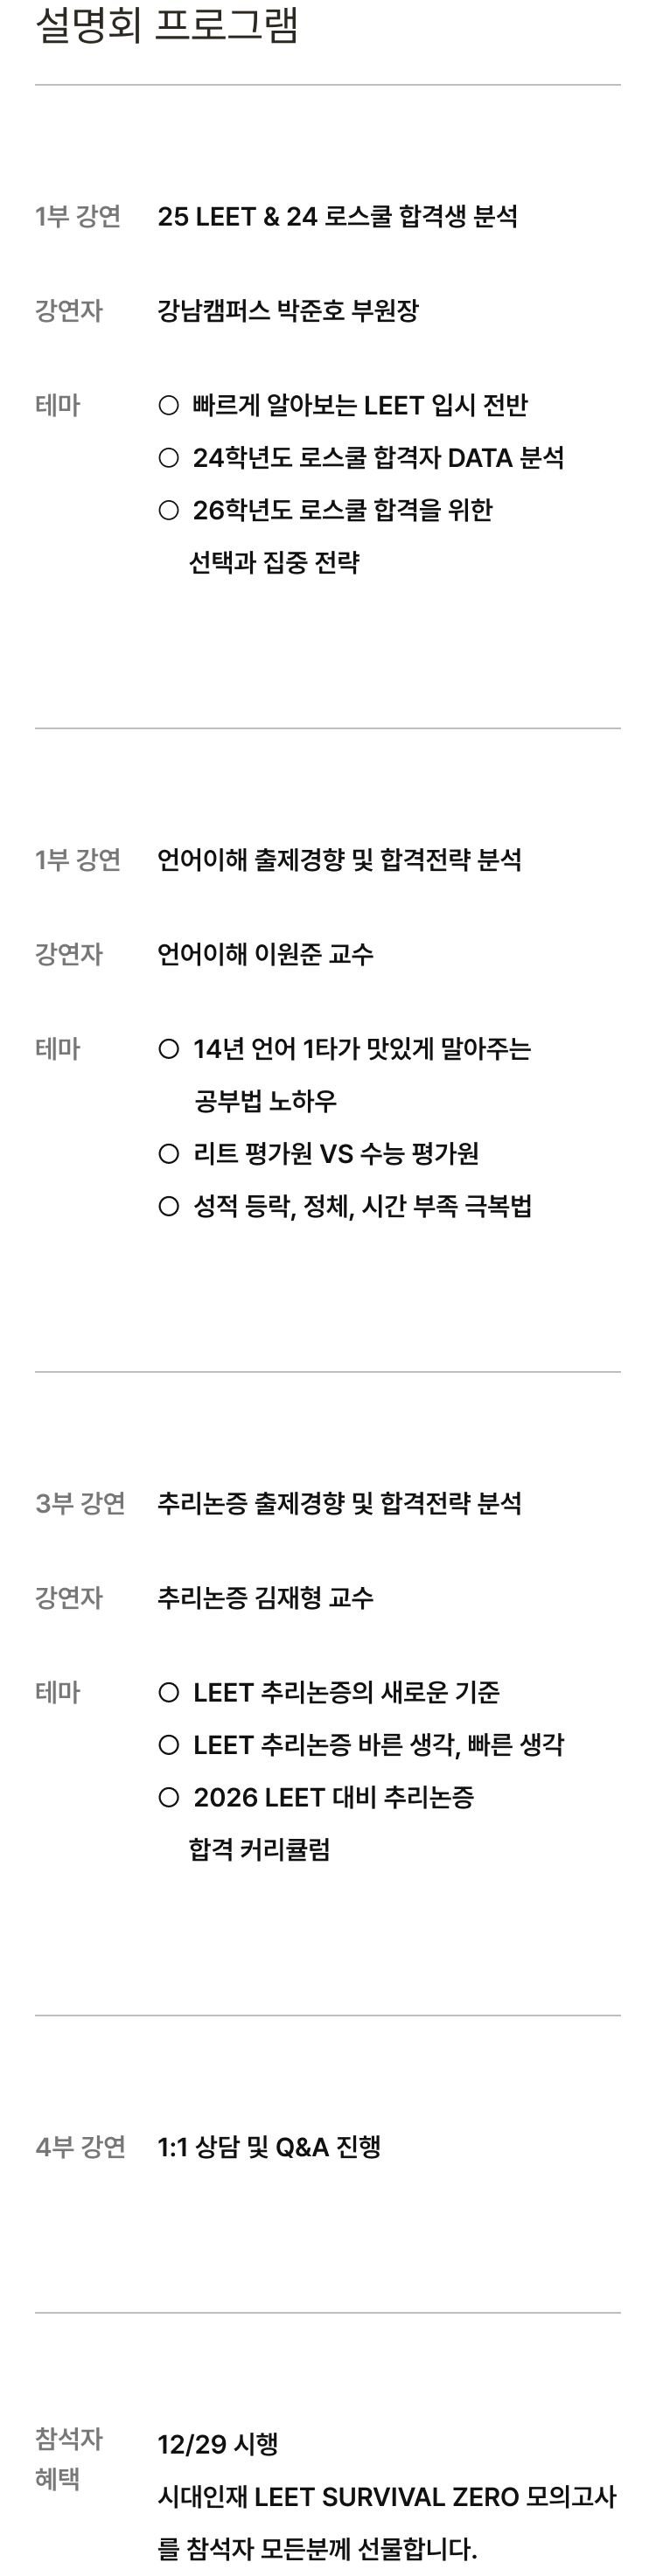 설명회 프로그램
1부 강연 25 LEET & 24 로스쿨 합격생 분석
강연자 강남캠퍼스 박준호 부원장
테마 ○ 빠르게 알아보는 LEET 입시 전반
○ 24학년도 로스쿨 합격자 DATA 분석
○ 26학년도 로스쿨 합격을 위한
선택과 집중 전략
1부 강연 언어이해 출제경향 및 합격전략 분석
강연자 언어이해 이원준 교수
테마 ○ 14년 언어 1타가 맛있게 말아주는
공부법 노하우
○ 리트 평가원 VS 수능 평가원
○ 성적 등락, 정체, 시간 부족 극복법
3부 강연 추리논증 출제경향 및 합격전략 분석
강연자 추리논증 김재형 교수
테마 ○ LEET 추리논증의 새로운 기준
○ LEET 추리논증 바른 생각, 빠른 생각
○ 2026 LEET 대비 추리논증
합격 커리큘럼
4부 강연 1:1 상담 및 Q&A 진행
참석자
혜택
12/29 시행
시대인재 LEET SURVIVAL ZERO 모의고사
를 참석자 모든분께 선물합니다.